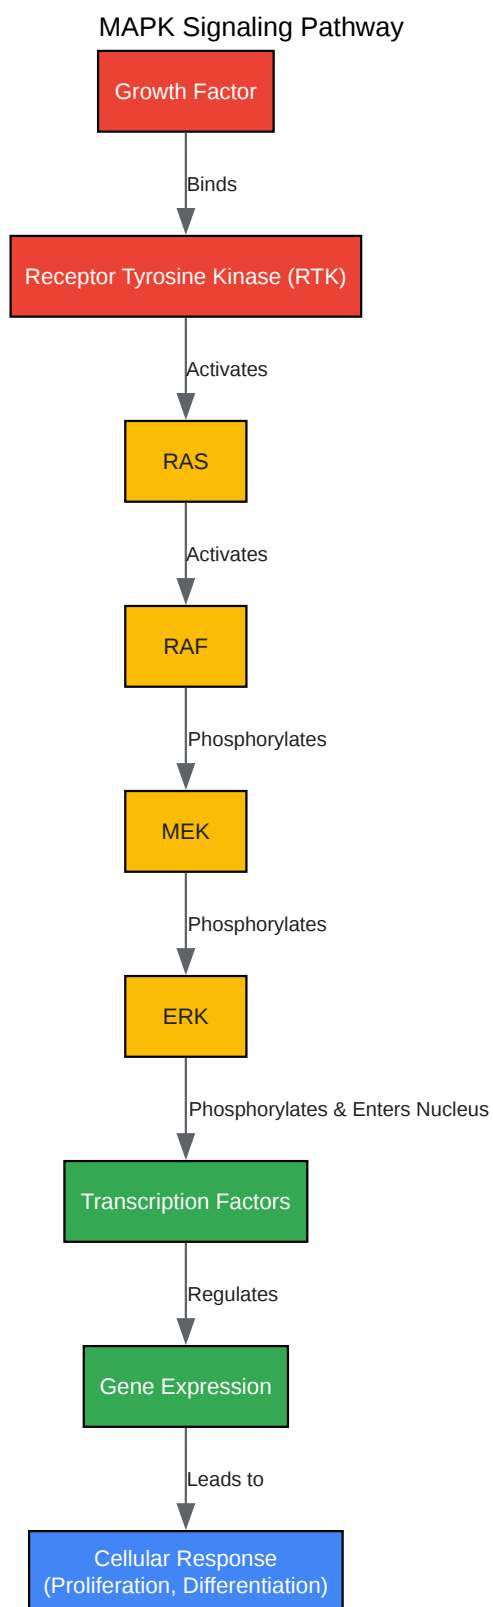 MAPK Signaling Pathway
Growth Factor
Binds
Receptor Tyrosine Kinase (RTK)
Activates
RAS
Activates
RAF
Phosphorylates
MEK
Phosphorylates
ERK
Phosphorylates & Enters Nucleus
Transcription Factors
Regulates
Gene Expression
Leads to
Cellular Response
(Proliferation, Differentiation)